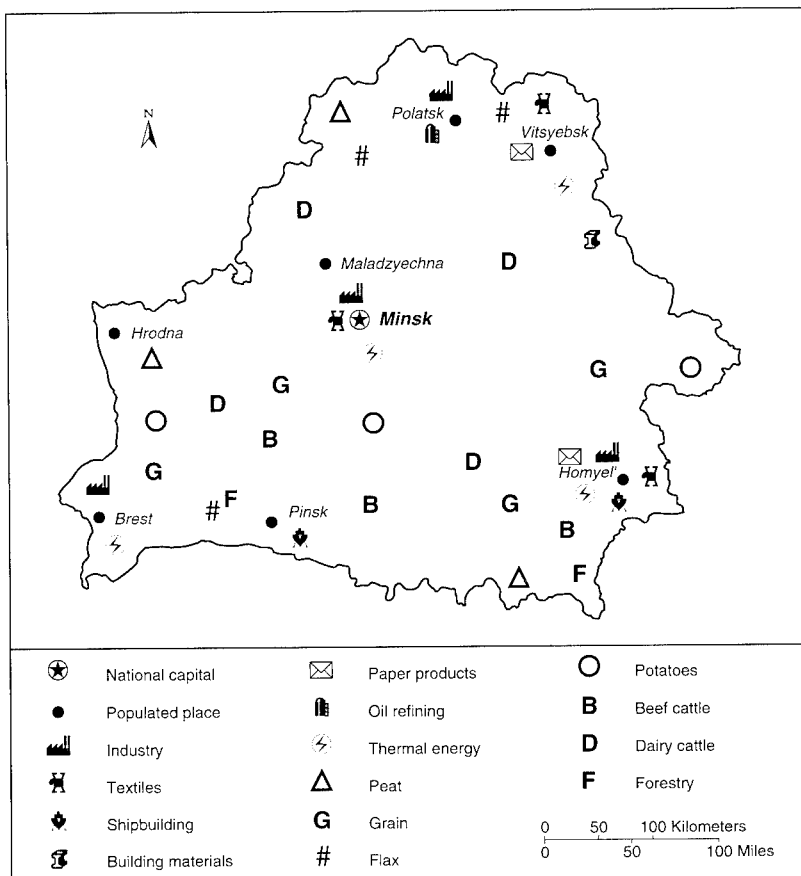 N
Polatsk
#
Vitsyebsk
#
D
Maladzyechna
D
Minsk
Hrodna
G
G
D
B
D
Homyel'
G
F
#
B
G
Brest
Pinsk
B
F
National capital
Populated place
Industry
Textiles
Shipbuilding
Building materials
Paper products
Oil refining
Thermal energy
Peat
G Grain
# Flax
Potatoes
B Beef cattle
D Dairy cattle
F Forestry
0 50 100 Kilometers
0 50 100 Miles